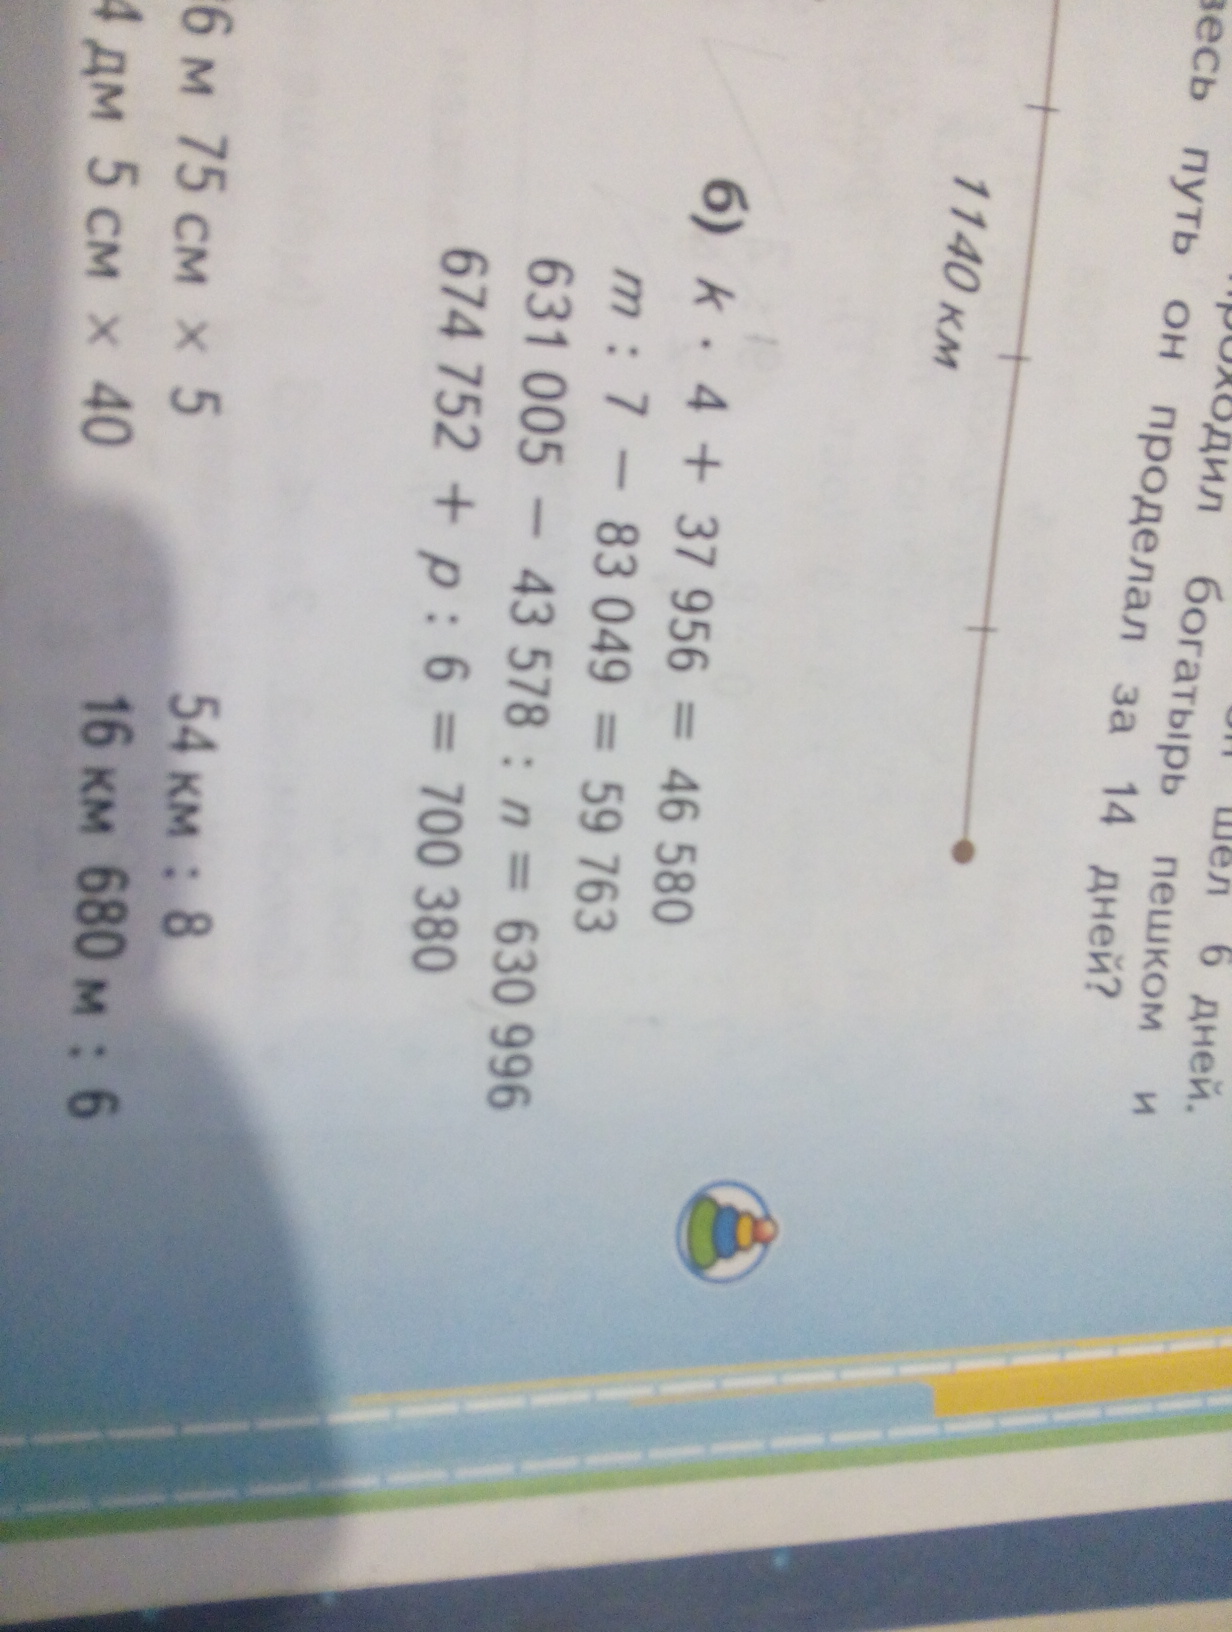 шёл 6 дней.
проходил богатырь пешком и
весь путь он проделал за 14 дней?
1140 км
б) k · 4 + 37 956 = 46 580
m : 7 − 83 049 = 59 763
631 005 − 43 578 : n = 630 996
674 752 + p : 6 = 700 380
6 м 75 см × 5 54 км : 8
4 дм 5 см × 40 16 км 680 м : 6